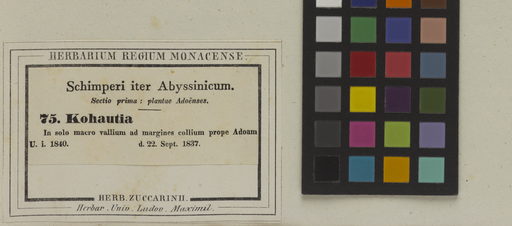 HERBARIUM REGIUM MONACENSE
Schimperi iter Abyssinicum.
Sectio prima: plantae Adoënses.
75. Kohautia
In solo macro vallium ad margines collium prope Adoam
U. i. 1840. d. 22. Sept. 1837.
HERB. ZUCCARINII.
Herbar. Univ. Ludov. Maximil.